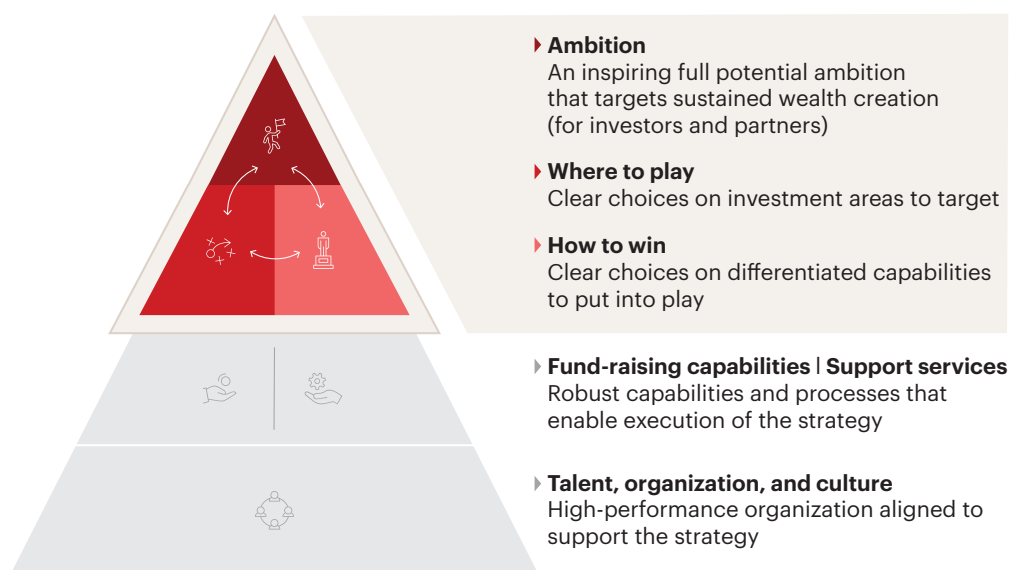 Ambition
An inspiring full potential ambition
that targets sustained wealth creation
(for investors and partners)
Where to play
Clear choices on investment areas to target
How to win
Clear choices on differentiated capabilities
to put into play
Fund-raising capabilities | Support services
Robust capabilities and processes that
enable execution of the strategy
Talent, organization, and culture
High-performance organization aligned to
support the strategy